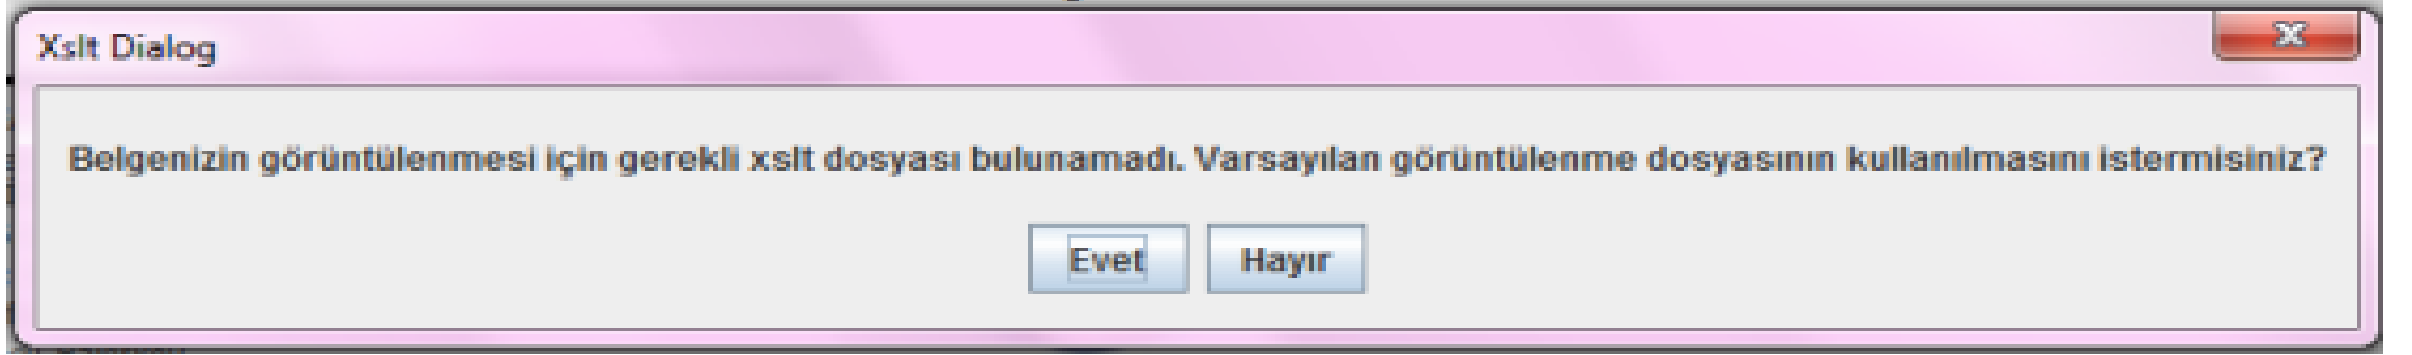 Xslt Dialog
Belgenizin görüntülenmesi için gerekli xslt dosyası bulunamadı. Varsayılan görüntülenme dosyasının kullanılmasını istermisiniz?
Evet Hayır